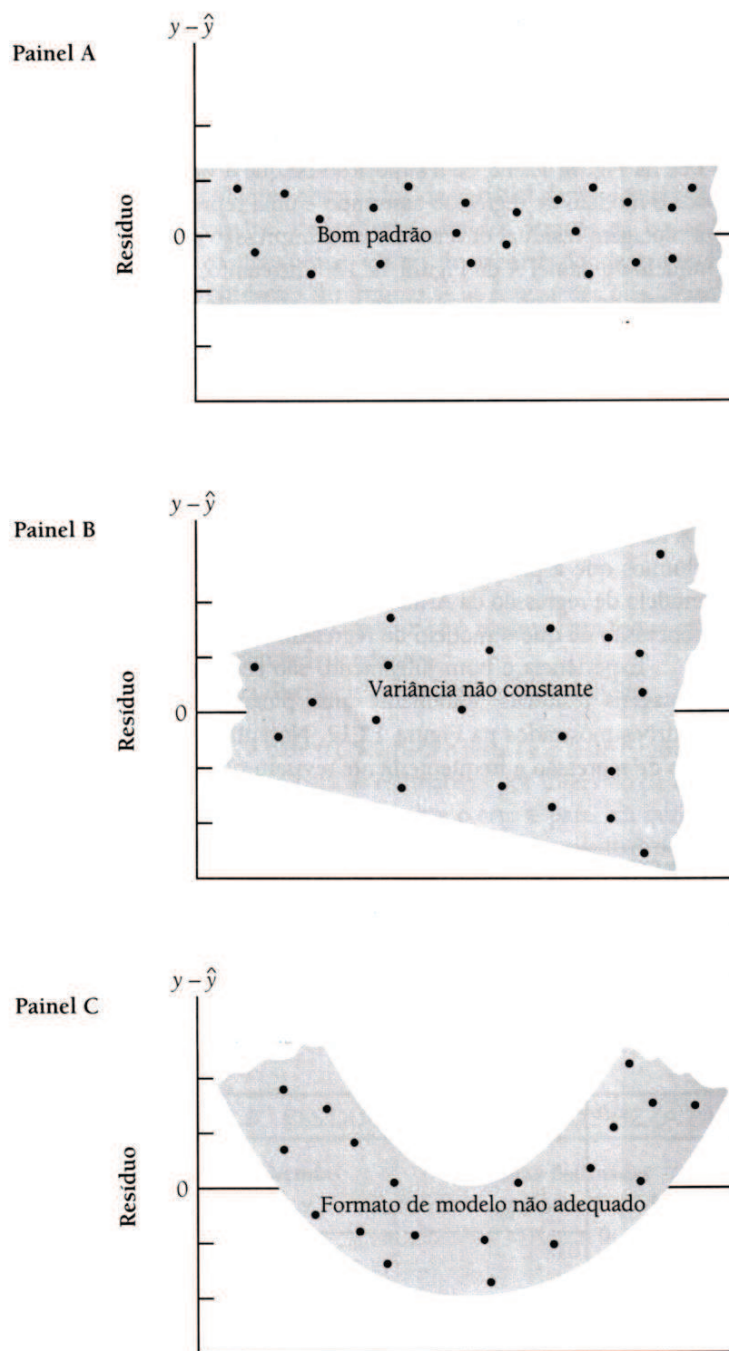 y – ŷ
Painel A
Resíduo
0
Bom padrão
y – ŷ
Painel B
Resíduo
0
Variância não constante
y – ŷ
Painel C
Resíduo
0
Formato de modelo não adequado